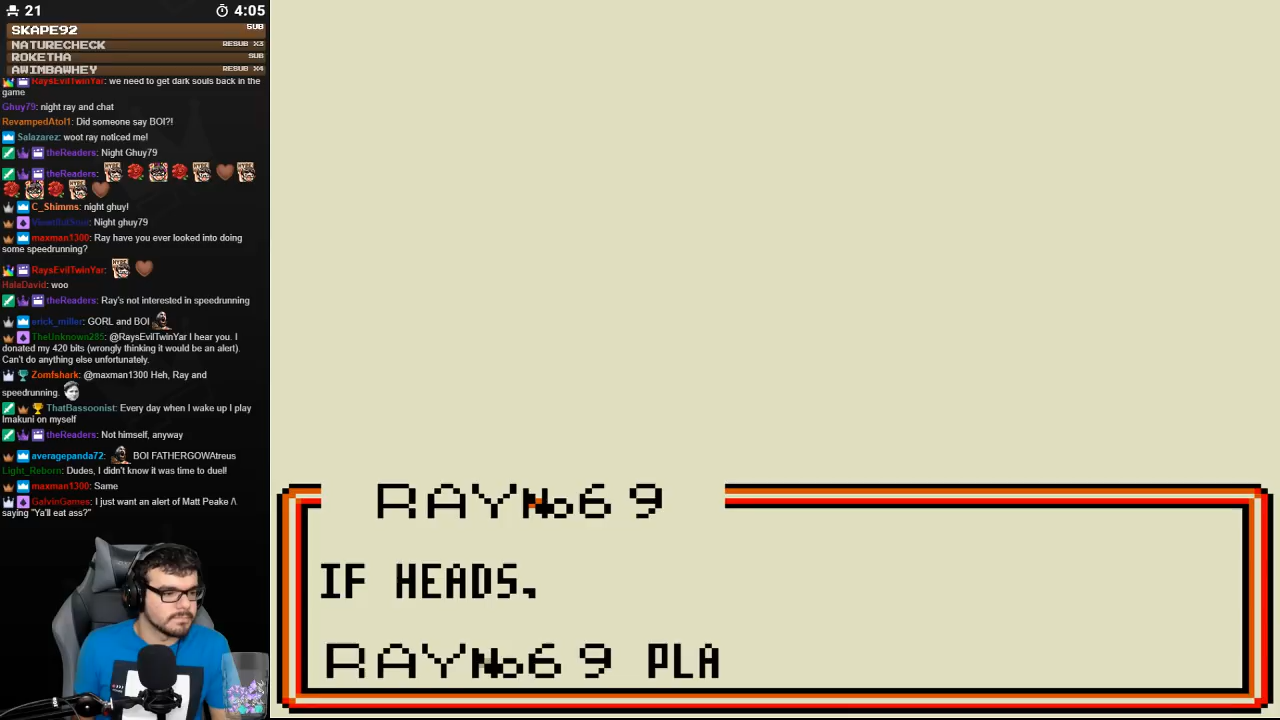 21
4:05
SKAPE92 SUB
NATURECHECK RESUB X3
ROKETHA SUB
AWIMBAWHEY RESUB X4
RaysEvilTwinYar: we need to get dark souls back in the
game
Ghuy79: night ray and chat
RevampedAtol1: Did someone say BOI?!
Salazarez: woot ray noticed me!
theReaders: Night Ghuy79
theReaders:
C_Shimms: night ghuy!
Night ghuy79
maxman1300: Ray have you ever looked into doing
some speedrunning?
RaysEvilTwinYar:
HalaDavid: woo
theReaders: Ray's not interested in speedrunning
erick_miller: GORL and BOI
TheUnknown285: @RaysEvilTwinYar I hear you. I
donated my 420 bits (wrongly thinking it would be an alert).
Can't do anything else unfortunately.
Zomfshark: @maxman1300 Heh, Ray and
speedrunning.
ThatBassoonist: Every day when I wake up I play
Imakuni on myself
theReaders: Not himself, anyway
averagepanda72: BOI FATHERGOWAtreus
Light_Reborn: Dudes, I didn't know it was time to duel!
maxman1300: Same
GalvinGames: I just want an alert of Matt Peake /\
saying "Ya'll eat ass?"
RAY№69
IF HEADS,
RAY№69 PLA